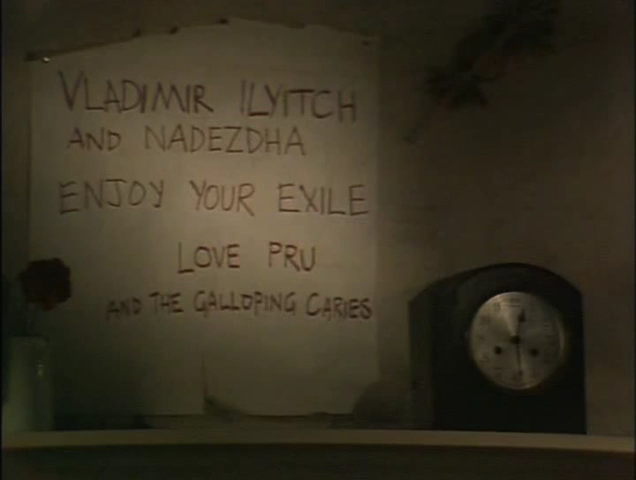 VLADIMIR ILYITCH
AND NADEZDHA
ENJOY YOUR EXILE
LOVE PRU
AND THE GALLOPING CARIES